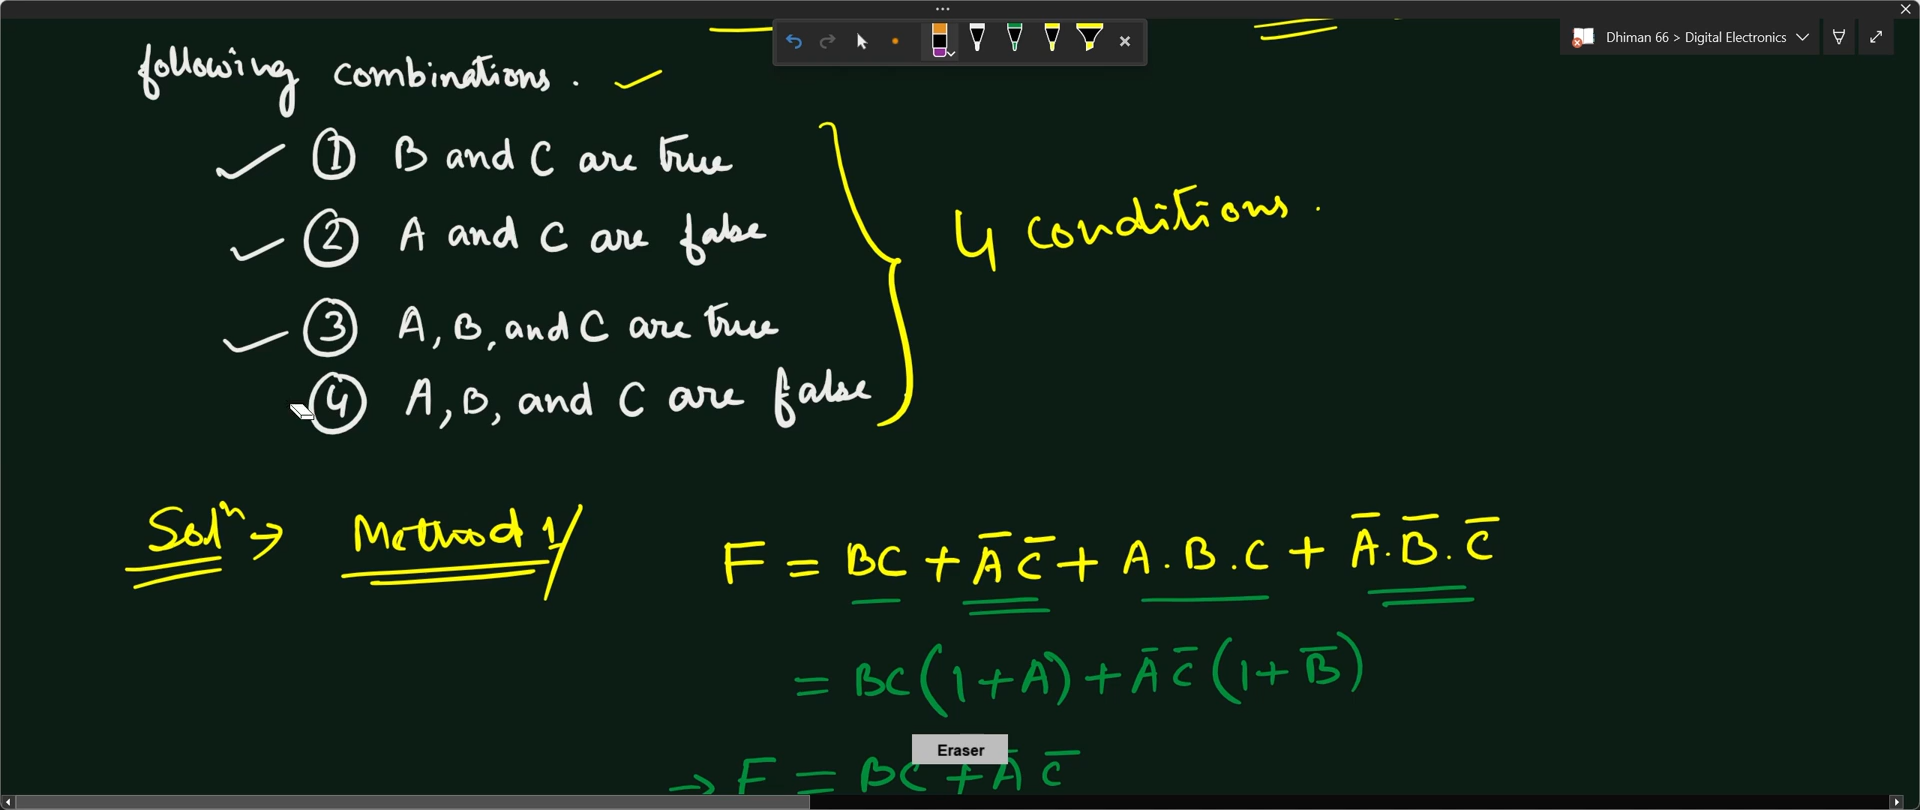 Dhiman 66 > Digital Electronics
following combinations.
① B and C are true
② A and C are false
③ A, B, and C are true
④ A, B, and C are false
4 conditions.
Solⁿ → Method 1/
F = BC + A̅ C̅ + A.B.C + A̅.B̅.C̅
= BC(1+A) + A̅ C̅ (1+B̅)
Eraser
→ F = BC + A̅ C̅